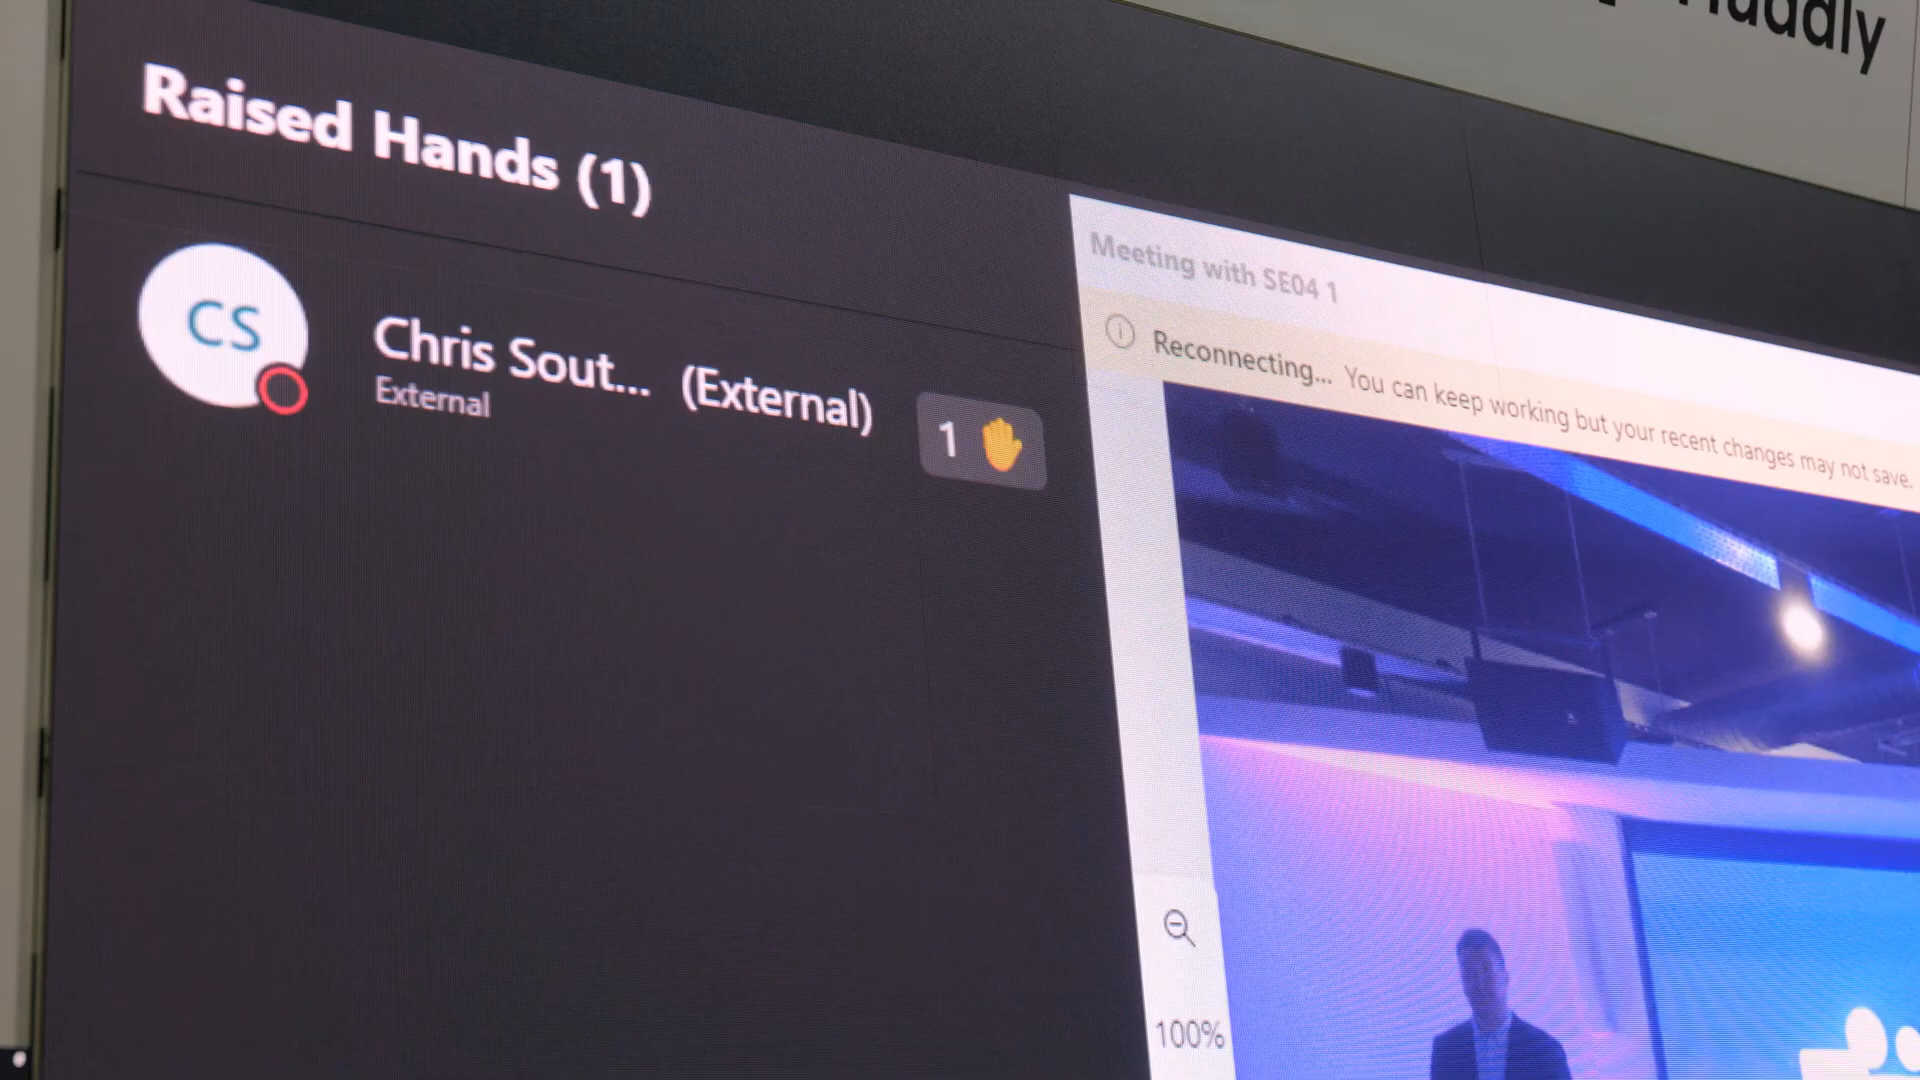 Huddly
Raised Hands (1)
CS
Chris Sout... (External)
External
1
Meeting with SE04 1
Reconnecting... You can keep working but your recent changes may not save.
100%